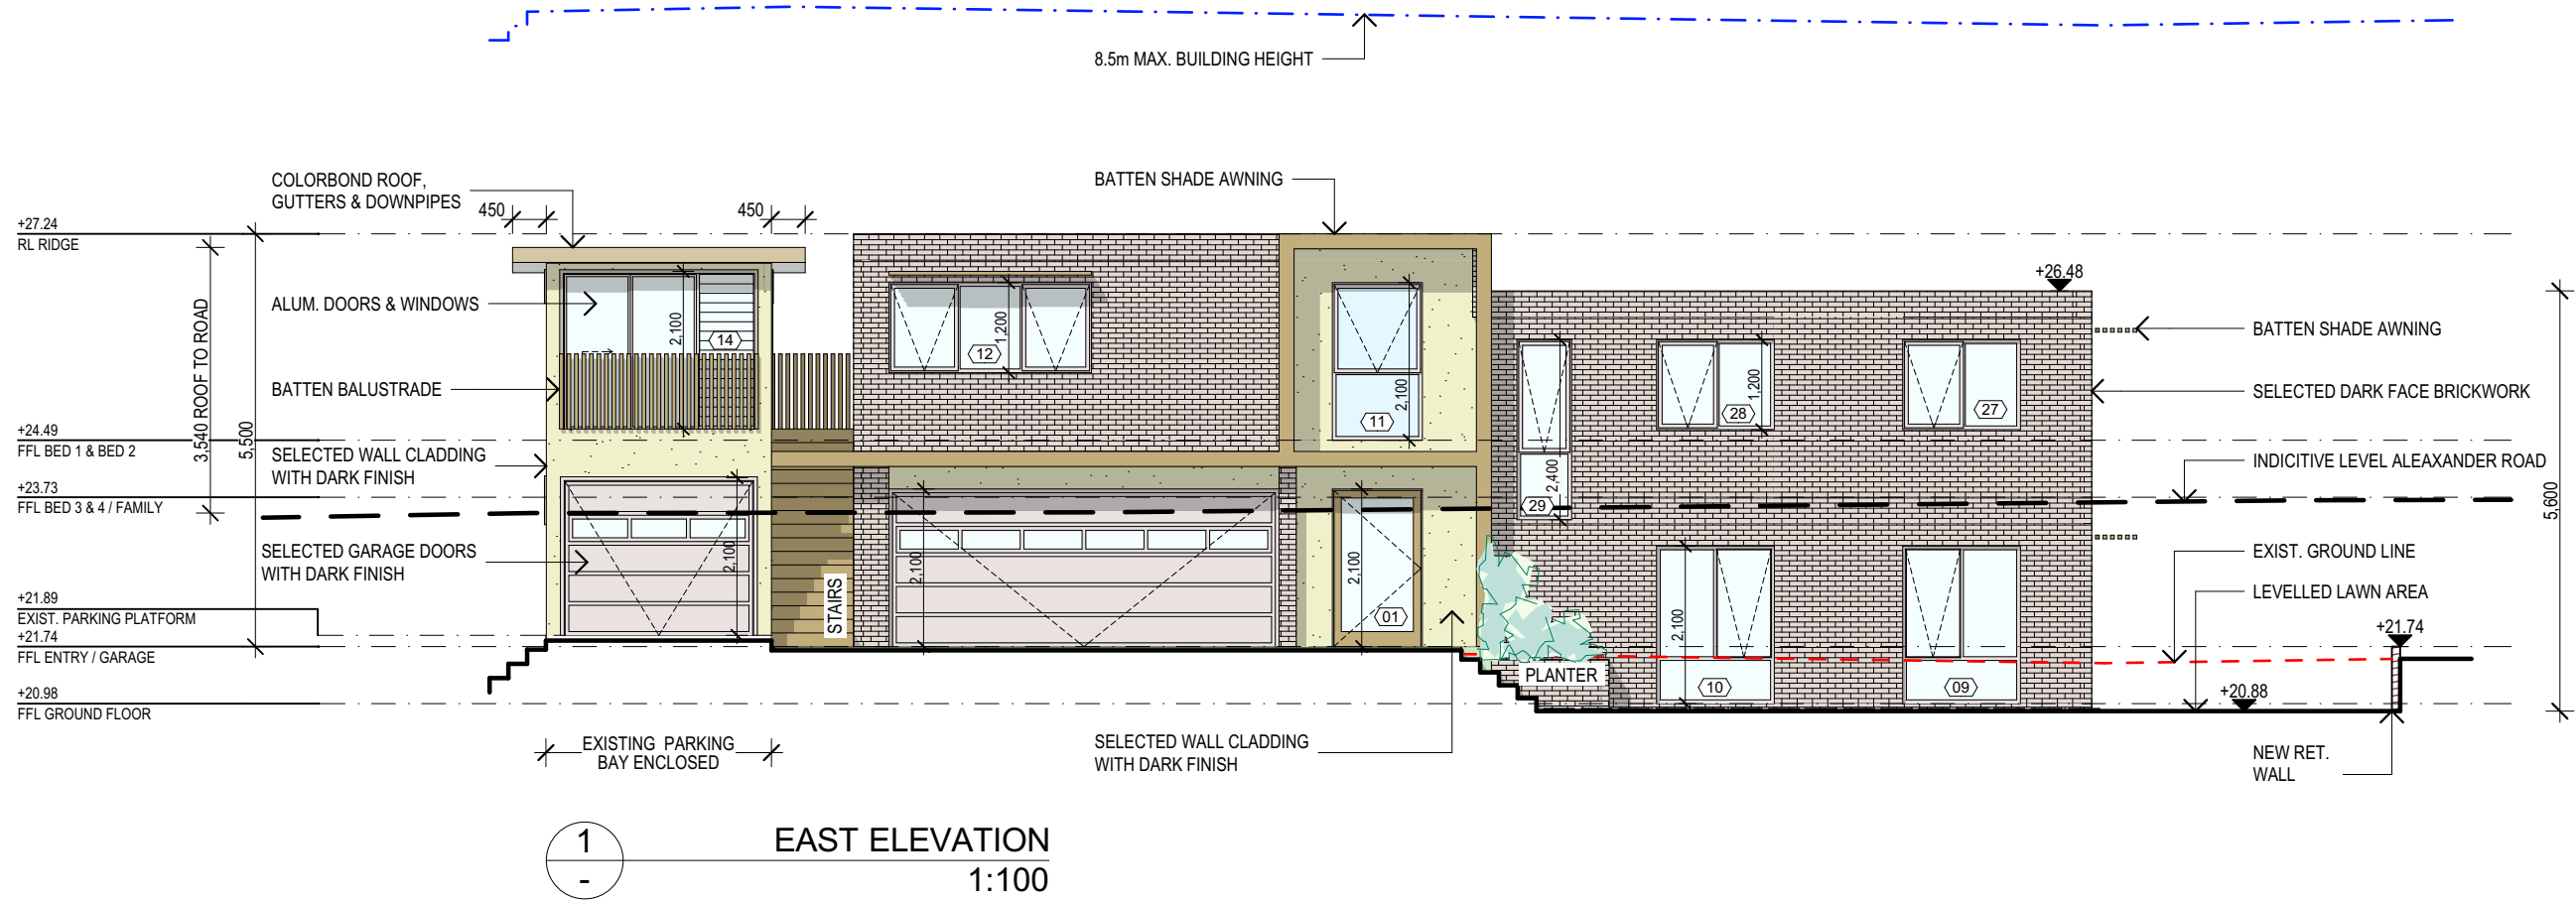 8.5m MAX. BUILDING HEIGHT
COLORBOND ROOF,
GUTTERS & DOWNPIPES
450
450
BATTEN SHADE AWNING
+27.24
RL RIDGE
3,540 ROOF TO ROAD
5,500
ALUM. DOORS & WINDOWS
BATTEN BALUSTRADE
+24.49
FFL BED 1 & BED 2
SELECTED WALL CLADDING
WITH DARK FINISH
+23.73
FFL BED 3 & 4 / FAMILY
SELECTED GARAGE DOORS
WITH DARK FINISH
+21.89
EXIST. PARKING PLATFORM
+21.74
FFL ENTRY / GARAGE
+20.98
FFL GROUND FLOOR
2,100
14
2,100
STAIRS
12
1,200
2,100
11
2,100
2,100
01
29
2,400
28
1,200
27
2,100
10
09
PLANTER
+26.48
BATTEN SHADE AWNING
SELECTED DARK FACE BRICKWORK
INDICITIVE LEVEL ALEAXANDER ROAD
5,600
EXIST. GROUND LINE
LEVELLED LAWN AREA
+21.74
+20.88
NEW RET.
WALL
EXISTING PARKING
BAY ENCLOSED
SELECTED WALL CLADDING
WITH DARK FINISH
1
-
EAST ELEVATION
1:100